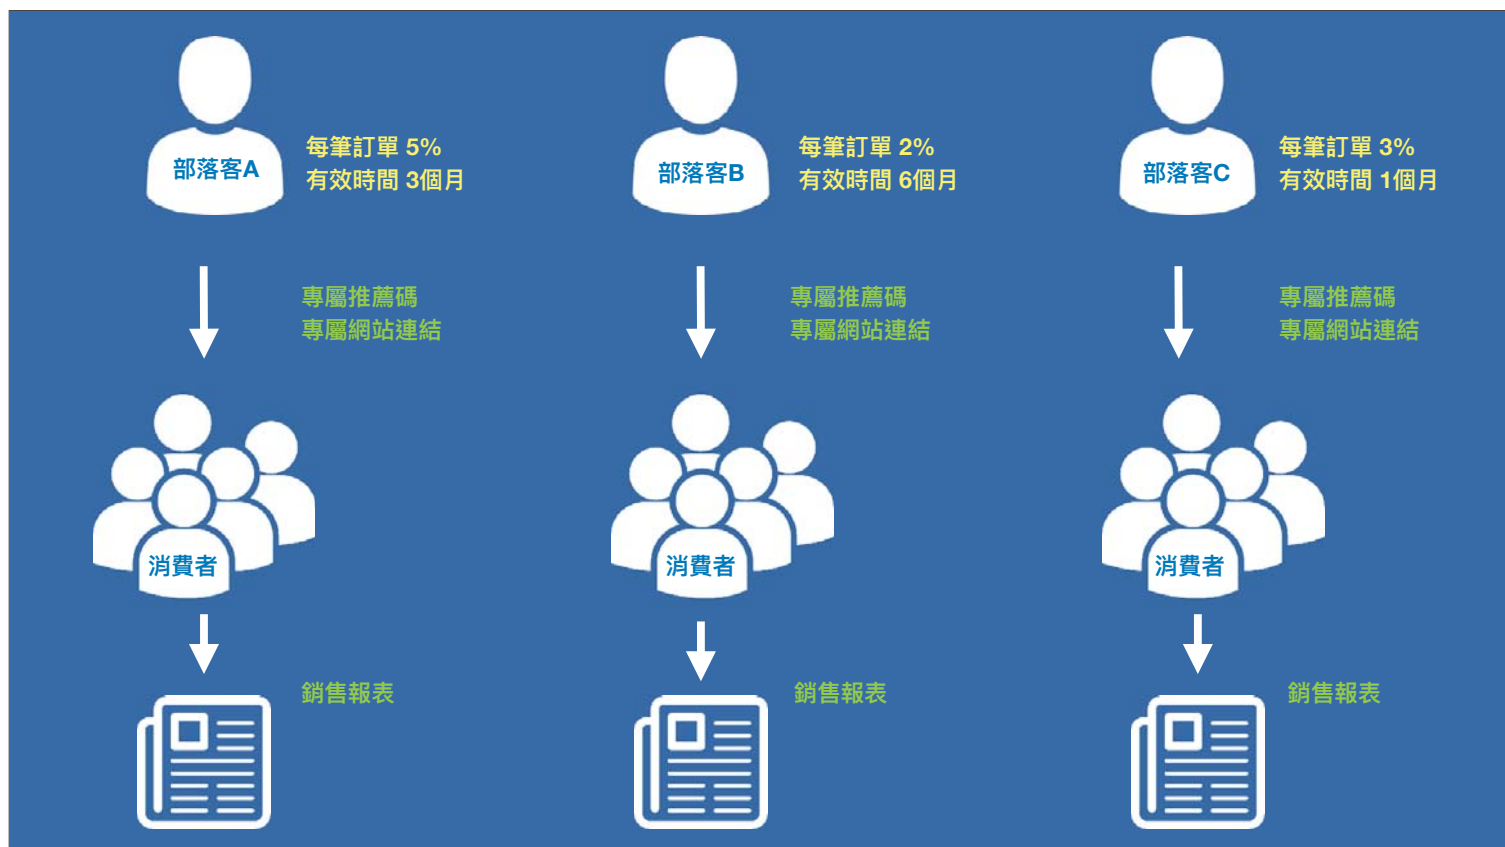 部落客A
每筆訂單 5%
有效時間 3個月
部落客B
每筆訂單 2%
有效時間 6個月
部落客C
每筆訂單 3%
有效時間 1個月
專屬推薦碼
專屬網站連結
專屬推薦碼
專屬網站連結
專屬推薦碼
專屬網站連結
消費者
消費者
消費者
銷售報表
銷售報表
銷售報表